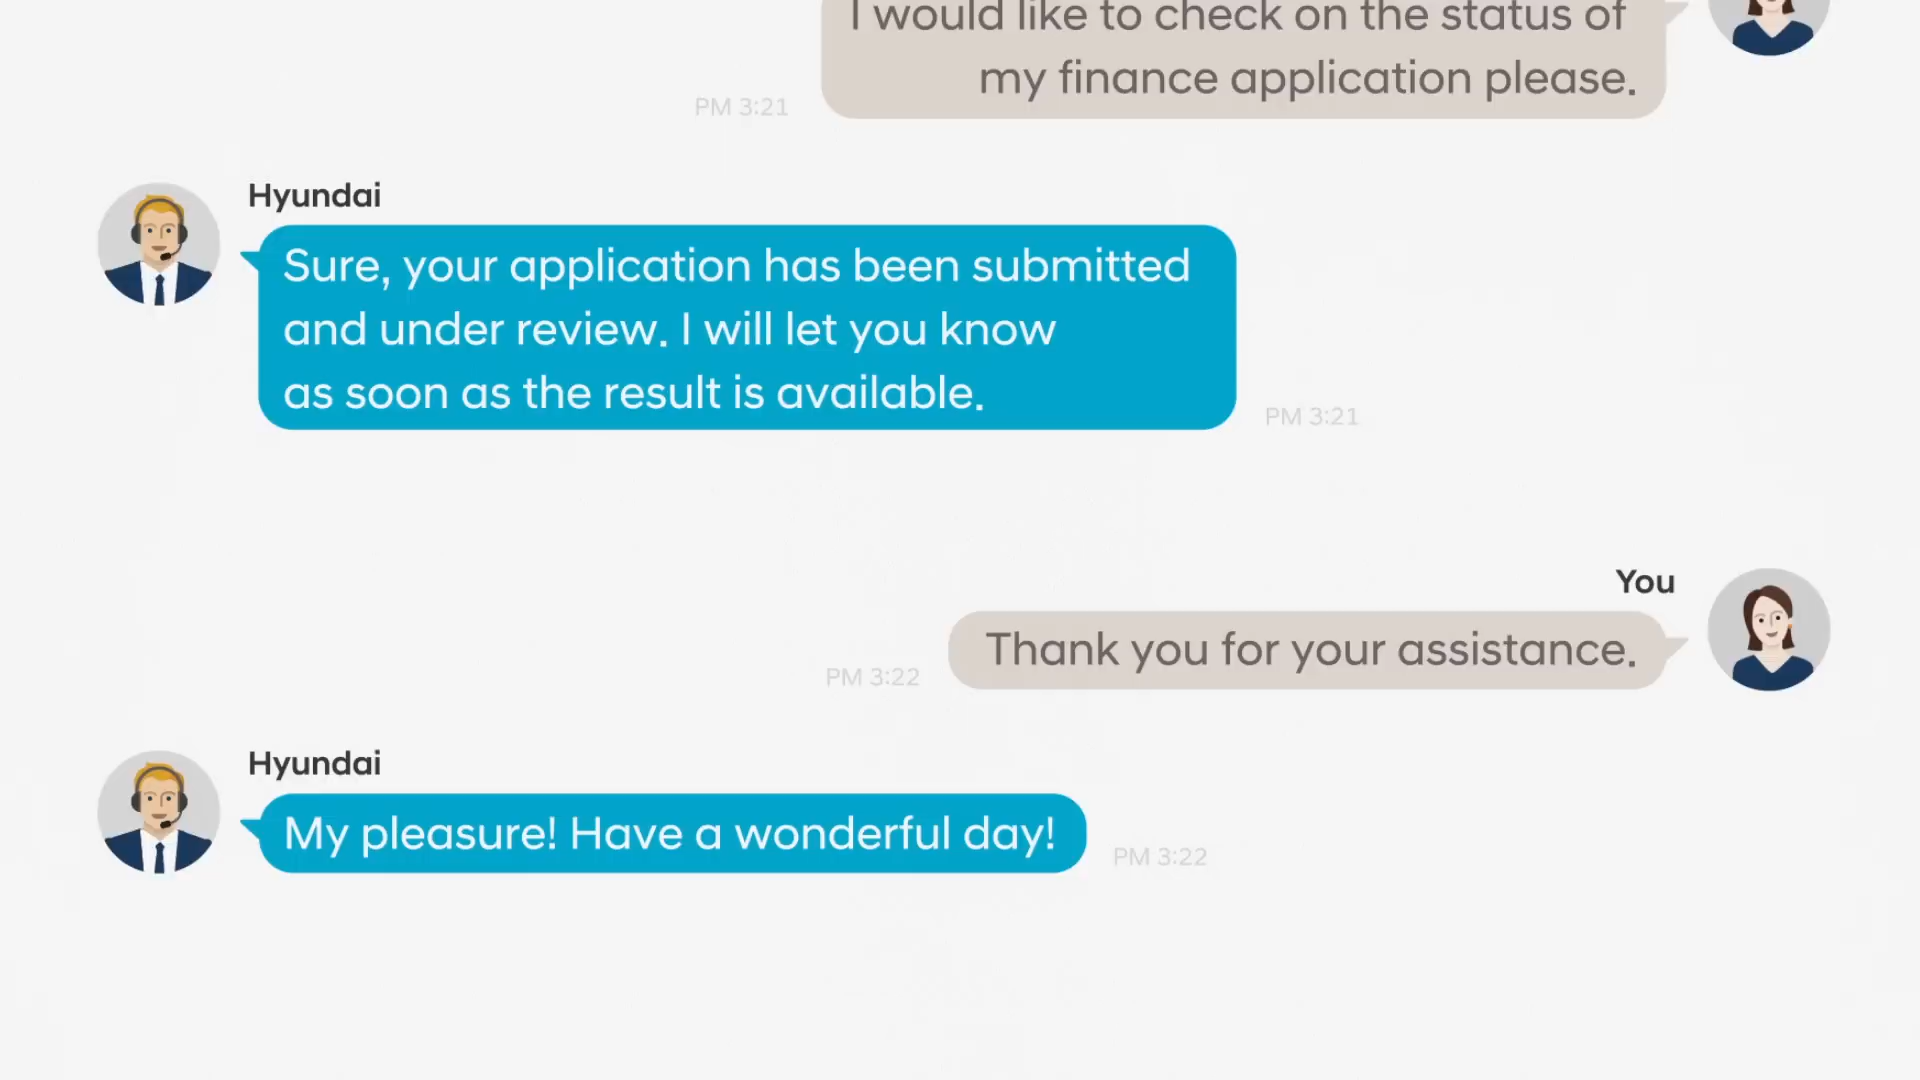 I would like to check on the status of
my finance application please.
PM 3:21
Hyundai
Sure, your application has been submitted
and under review. I will let you know
as soon as the result is available.
PM 3:21
You
Thank you for your assistance.
PM 3:22
Hyundai
My pleasure! Have a wonderful day!
PM 3:22